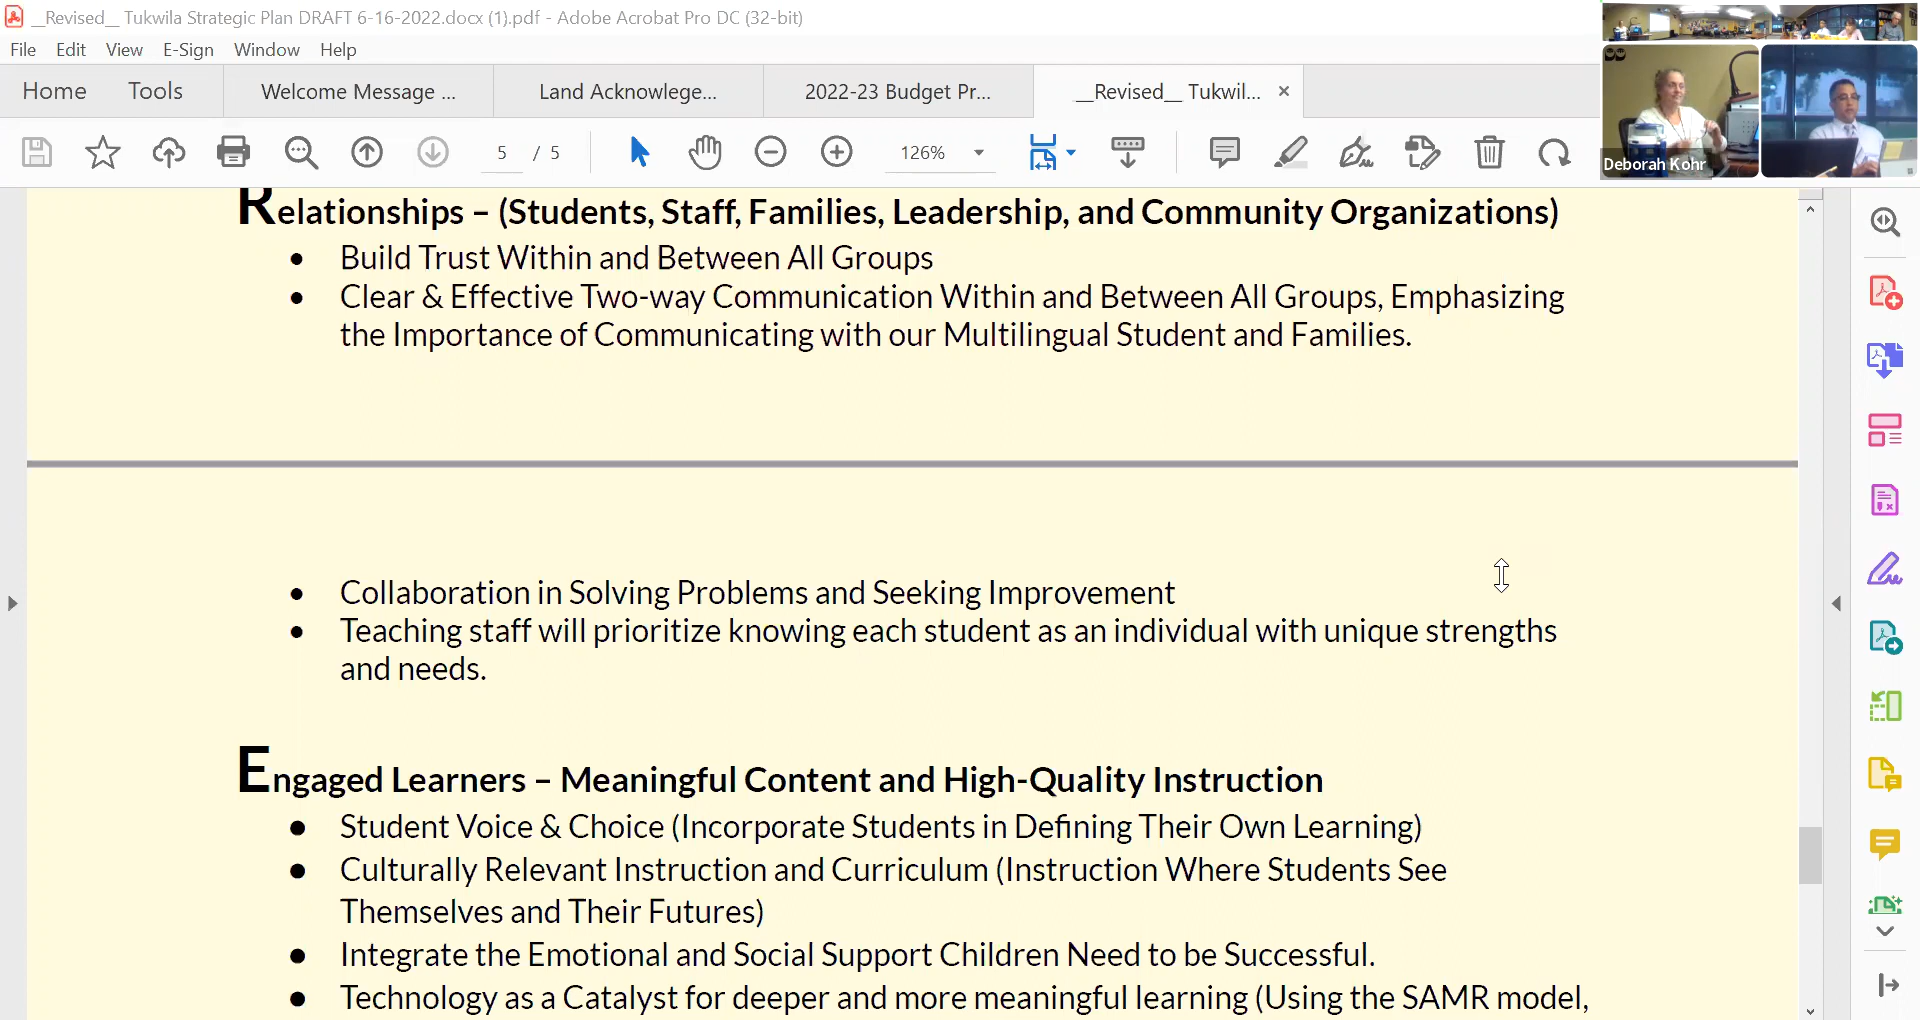 __Revised__ Tukwila Strategic Plan DRAFT 6-16-2022.docx (1).pdf - Adobe Acrobat Pro DC (32-bit)
File Edit View E-Sign Window Help
Home Tools Welcome Message ... Land Acknowlege... 2022-23 Budget Pr... __Revised__ Tukwil... ×
5 / 5 126%
Deborah Kohr
Relationships – (Students, Staff, Families, Leadership, and Community Organizations)
• Build Trust Within and Between All Groups
• Clear & Effective Two-way Communication Within and Between All Groups, Emphasizing
the Importance of Communicating with our Multilingual Student and Families.
• Collaboration in Solving Problems and Seeking Improvement
• Teaching staff will prioritize knowing each student as an individual with unique strengths
and needs.
Engaged Learners – Meaningful Content and High-Quality Instruction
• Student Voice & Choice (Incorporate Students in Defining Their Own Learning)
• Culturally Relevant Instruction and Curriculum (Instruction Where Students See
Themselves and Their Futures)
• Integrate the Emotional and Social Support Children Need to be Successful.
• Technology as a Catalyst for deeper and more meaningful learning (Using the SAMR model,